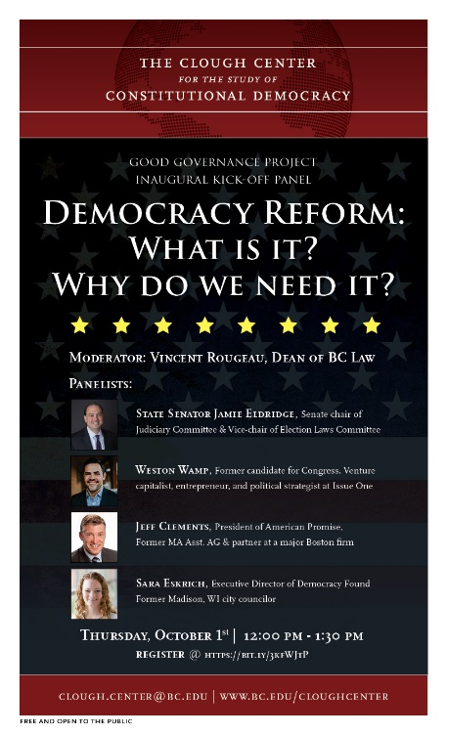 THE CLOUGH CENTER
FOR THE STUDY OF
CONSTITUTIONAL DEMOCRACY
GOOD GOVERNANCE PROJECT
INAUGURAL KICK-OFF PANEL
DEMOCRACY REFORM:
WHAT IS IT?
WHY DO WE NEED IT?
MODERATOR: VINCENT ROUGEAU, DEAN OF BC LAW
PANELISTS:
STATE SENATOR JAMIE ELDRIDGE, Senate chair of
Judiciary Committee & Vice-chair of Election Laws Committee
WESTON WAMP, Former candidate for Congress. Venture
capitalist, entrepreneur, and political strategist at Issue One
JEFF CLEMENTS, President of American Promise,
Former MA Asst. AG & partner at a major Boston firm
SARA ESKRICH, Executive Director of Democracy Found
Former Madison, WI city councilor
THURSDAY, OCTOBER 1st | 12:00 PM - 1:30 PM
REGISTER @ HTTPS://BIT.LY/3KFWJTP
CLOUGH.CENTER@BC.EDU | WWW.BC.EDU/CLOUGHCENTER
FREE AND OPEN TO THE PUBLIC